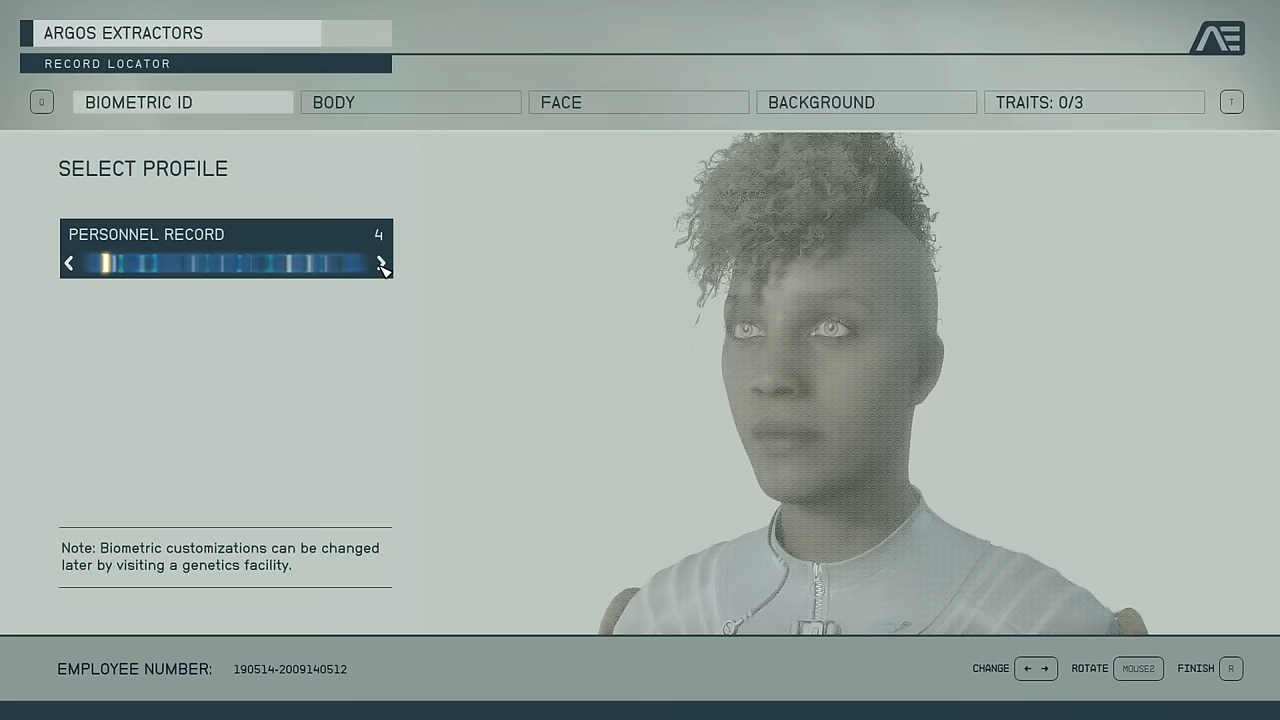 ARGOS EXTRACTORS
RECORD LOCATOR
AE
Q
BIOMETRIC ID
BODY
FACE
BACKGROUND
TRAITS: 0/3
T
SELECT PROFILE
PERSONNEL RECORD 4
Note: Biometric customizations can be changed
later by visiting a genetics facility.
EMPLOYEE NUMBER: 190514-2009140512
CHANGE ← → ROTATE MOUSE2 FINISH R